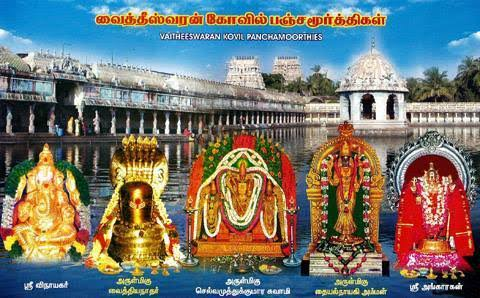 வைத்தீஸ்வரன் கோவில் பஞ்சமூர்த்திகள்
VAITHEESWARAN KOVIL PANCHAMOORTHIES
ஸ்ரீ விநாயகர்
அருள்மிகு
வைத்தியநாதர்
அருள்மிகு
செல்வமுத்துக்குமார சுவாமி
அருள்மிகு
தையல்நாயகி அம்மன்
ஸ்ரீ அங்காரகன்